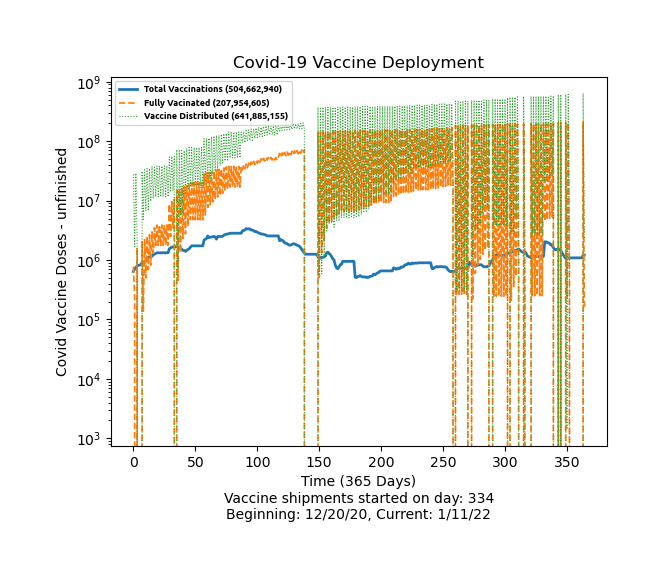 Covid-19 Vaccine Deployment
Total Vaccinations (504,662,940)
Fully Vacinated (207,954,605)
Vaccine Distributed (641,885,155)
Covid Vaccine Doses - unfinished
10⁹
10⁸
10⁷
10⁶
10⁵
10⁴
10³
0 50 100 150 200 250 300 350
Time (365 Days)
Vaccine shipments started on day: 334
Beginning: 12/20/20, Current: 1/11/22